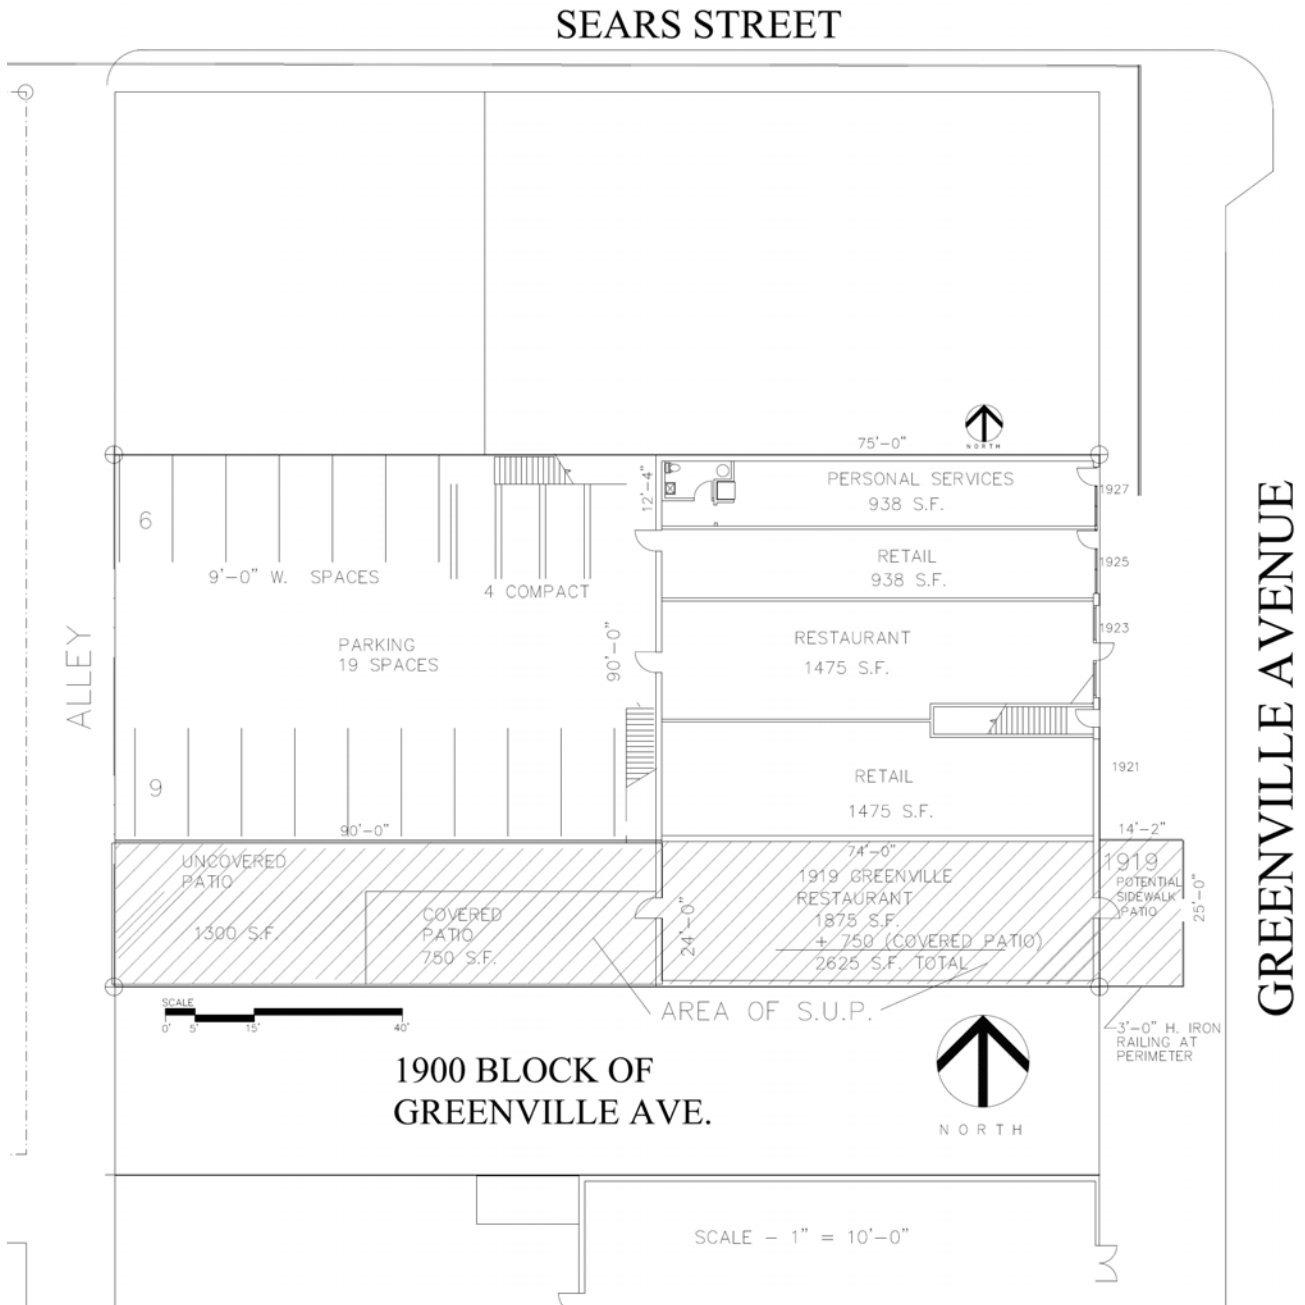 SEARS STREET
NORTH
75'-0"
12'-4"
PERSONAL SERVICES
938 S.F.
1927
6
9'-0" W. SPACES
4 COMPACT
RETAIL
938 S.F.
1925
PARKING
19 SPACES
90'-0"
RESTAURANT
1475 S.F.
1923
ALLEY
GREENVILLE AVENUE
9
90'-0"
RETAIL
1475 S.F.
1921
14'-2"
UNCOVERED
PATIO
1300 S.F.
COVERED
PATIO
750 S.F.
74'-0"
1919 GREENVILLE
RESTAURANT
1875 S.F.
+ 750 (COVERED PATIO)
2625 S.F. TOTAL
24'-0"
1919
POTENTIAL
SIDEWALK
PATIO
25'-0"
SCALE
0' 5' 15' 40'
AREA OF S.U.P.
3'-0" H. IRON
RAILING AT
PERIMETER
1900 BLOCK OF
GREENVILLE AVE.
NORTH
SCALE - 1" = 10'-0"